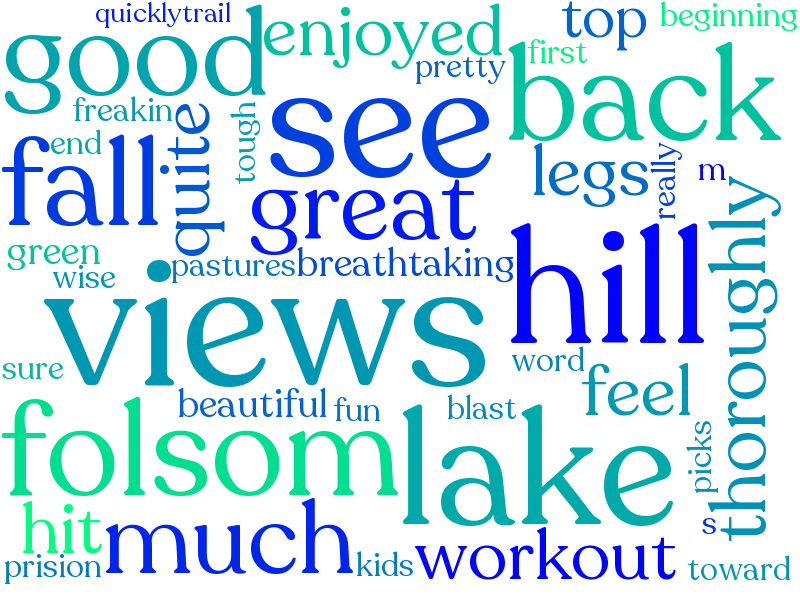 quicklytrail
good
enjoyed
top
beginning
first
pretty
back
freakin
see
end
tough
quite
fall
legs
really
m
great
thoroughly
green
wise
pastures
breathtaking
hill
views
sure
word
feel
beautiful
fun
blast
folsom
lake
picks
hit
much
s
prision
kids
workout
toward